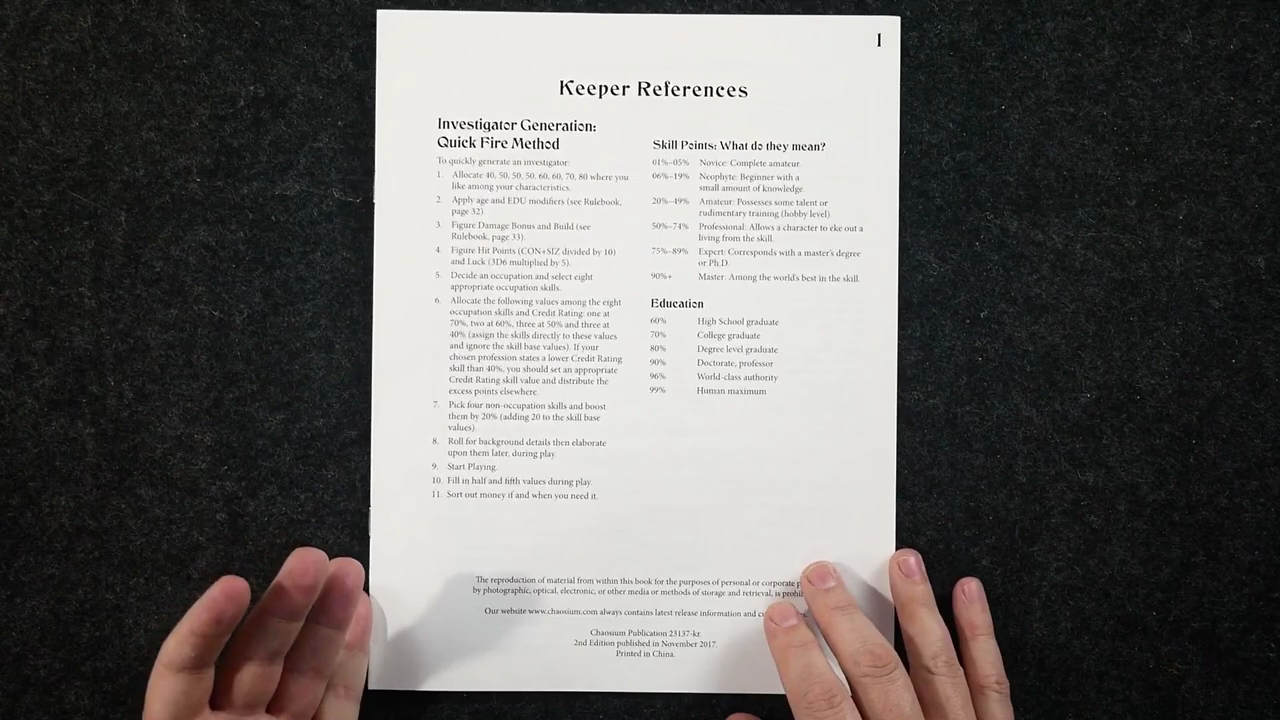 1
Keeper References
Investigator Generation:
Quick Fire Method
To quickly generate an investigator:
1. Allocate 40, 50, 50, 50, 60, 60, 70, 80 where you
like among your characteristics.
2. Apply age and EDU modifiers (see Rulebook,
page 32).
3. Figure Damage Bonus and Build (see
Rulebook, page 33).
4. Figure Hit Points (CON+SIZ divided by 10)
and Luck (3D6 multiplied by 5).
5. Decide an occupation and select eight
appropriate occupation skills.
6. Allocate the following values among the eight
occupation skills and Credit Rating: one at
70%, two at 60%, three at 50% and three at
40% (assign the skills directly to these values
and ignore the skill base values). If your
chosen profession states a lower Credit Rating
skill than 40%, you should set an appropriate
Credit Rating skill value and distribute the
excess points elsewhere.
7. Pick four non-occupation skills and boost
them by 20% (adding 20 to the skill base
values).
8. Roll for background details then elaborate
upon them later, during play.
9. Start Playing.
10. Fill in half and fifth values during play.
11. Sort out money if and when you need it.
Skill Points: What do they mean?
01%–05% Novice: Complete amateur.
06%–19% Neophyte: Beginner with a
small amount of knowledge.
20%–49% Amateur: Possesses some talent or
rudimentary training (hobby level).
50%–74% Professional: Allows a character to eke out a
living from the skill.
75%–89% Expert: Corresponds with a master's degree
or Ph.D.
90%+ Master: Among the world's best in the skill.
Education
60% High School graduate
70% College graduate
80% Degree level graduate
90% Doctorate, professor
96% World-class authority
99% Human maximum
The reproduction of material from within this book for the purposes of personal or corporate
by photographic, optical, electronic, or other media or methods of storage and retrieval, is
Our website www.chaosium.com always contains latest release information and
Chaosium Publication 23137-kr.
2nd Edition published in November 2017.
Printed in China.